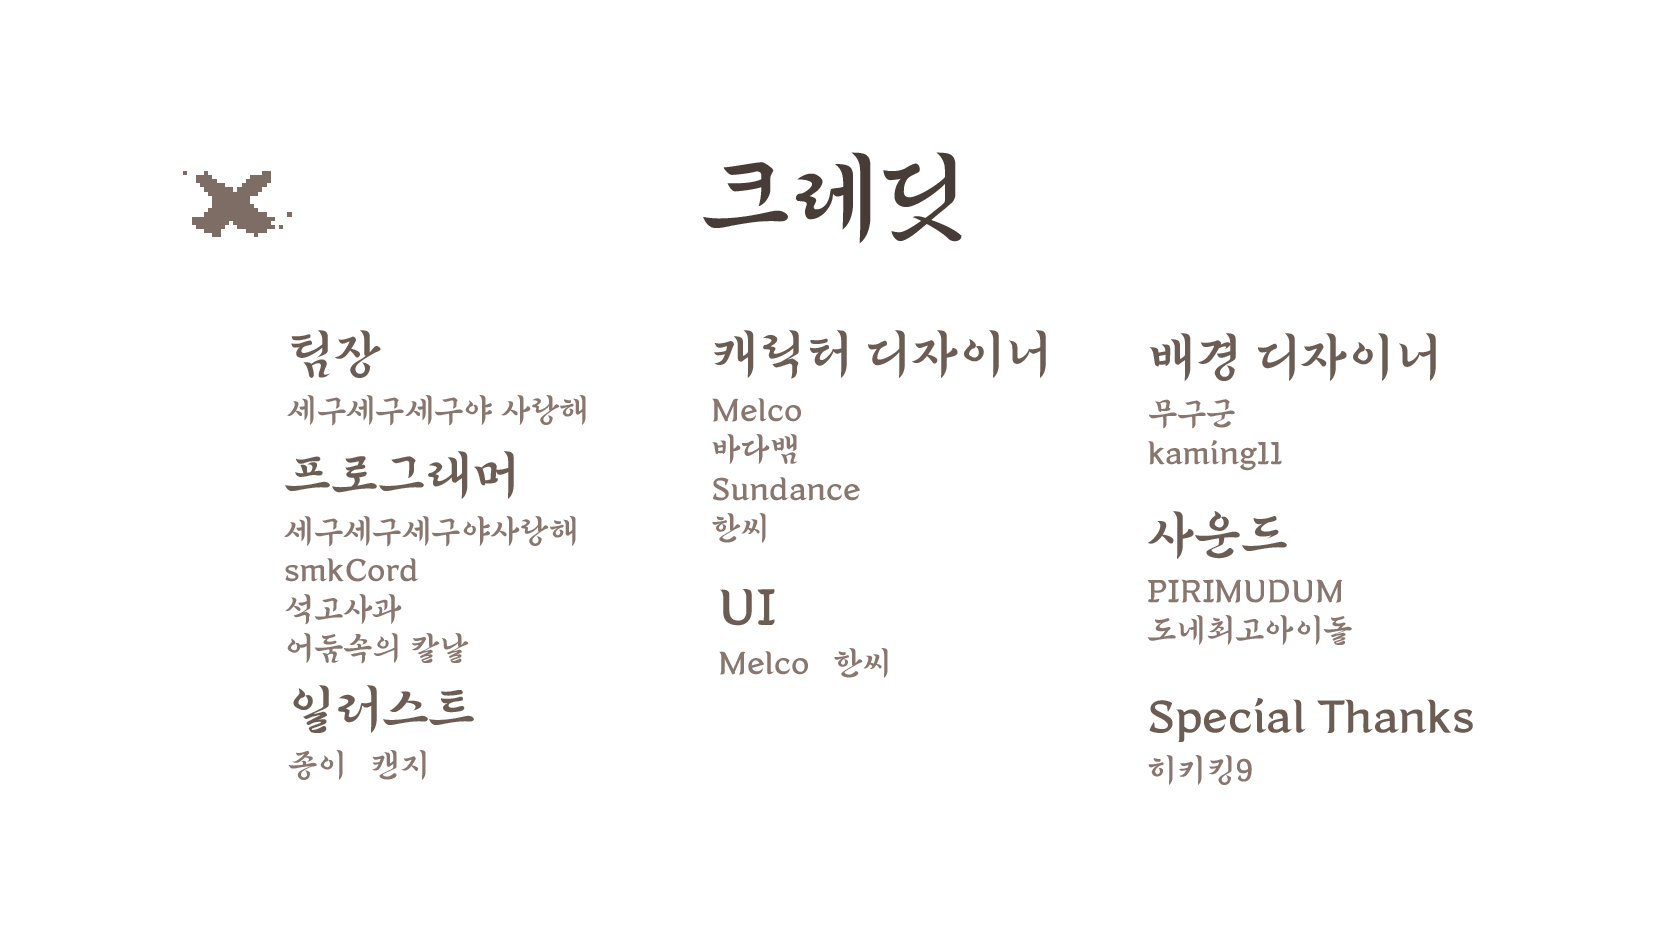 크레딧
팀장
세구세구세구야 사랑해
프로그래머
세구세구세구야사랑해
smkCord
석고사과
어둠속의 칼날
일러스트
종이 캔지
캐릭터 디자이너
Melco
바다뱀
Sundance
한씨
UI
Melco 한씨
배경 디자이너
무구군
kaming11
사운드
PIRIMUDUM
도네최고아이돌
Special Thanks
히키킹9